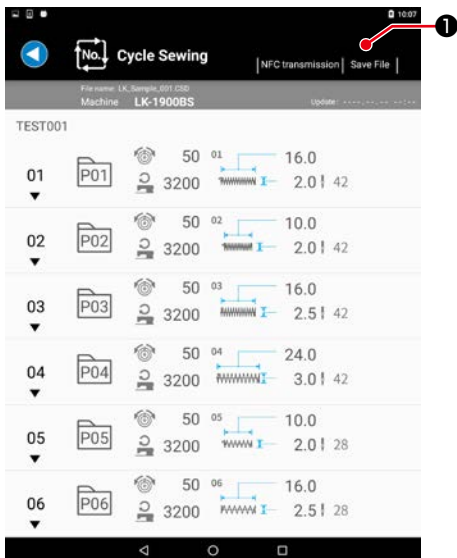 10:07
No. Cycle Sewing
NFC transmission Save File
❶
File name: LK_Sample_001.CSD
Machine LK-1900BS Update: ----.--.-- --:--
TEST001
01 P01 50 01 16.0
3200 2.0 42
02 P02 50 02 10.0
3200 2.0 42
03 P03 50 03 16.0
3200 2.5 42
04 P04 50 04 24.0
3200 3.0 42
05 P05 50 05 10.0
3200 2.0 28
06 P06 50 06 16.0
3200 2.5 28